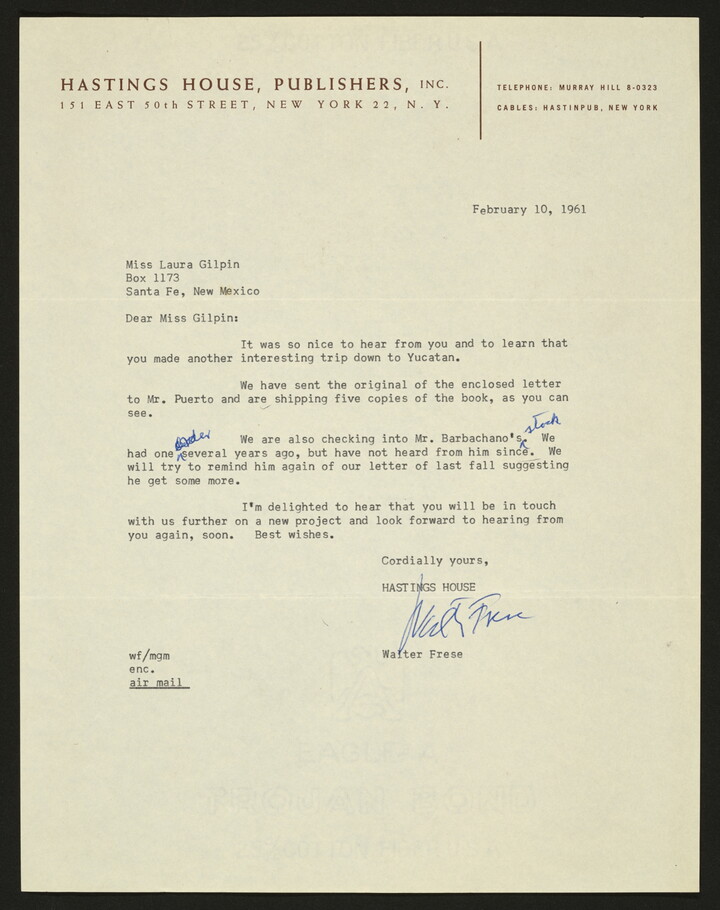 HASTINGS HOUSE, PUBLISHERS, INC.
151 EAST 50th STREET, NEW YORK 22, N. Y.
TELEPHONE: MURRAY HILL 8-0323
CABLES: HASTINPUB, NEW YORK
February 10, 1961
Miss Laura Gilpin
Box 1173
Santa Fe, New Mexico
Dear Miss Gilpin:
It was so nice to hear from you and to learn that
you made another interesting trip down to Yucatan.
We have sent the original of the enclosed letter
to Mr. Puerto and are shipping five copies of the book, as you can
see.
We are also checking into Mr. Barbachano's stock. We
had one order several years ago, but have not heard from him since. We
will try to remind him again of our letter of last fall suggesting
he get some more.
I'm delighted to hear that you will be in touch
with us further on a new project and look forward to hearing from
you again, soon. Best wishes.
Cordially yours,
HASTINGS HOUSE
Walter Frese
Walter Frese
wf/mgm
enc.
air mail